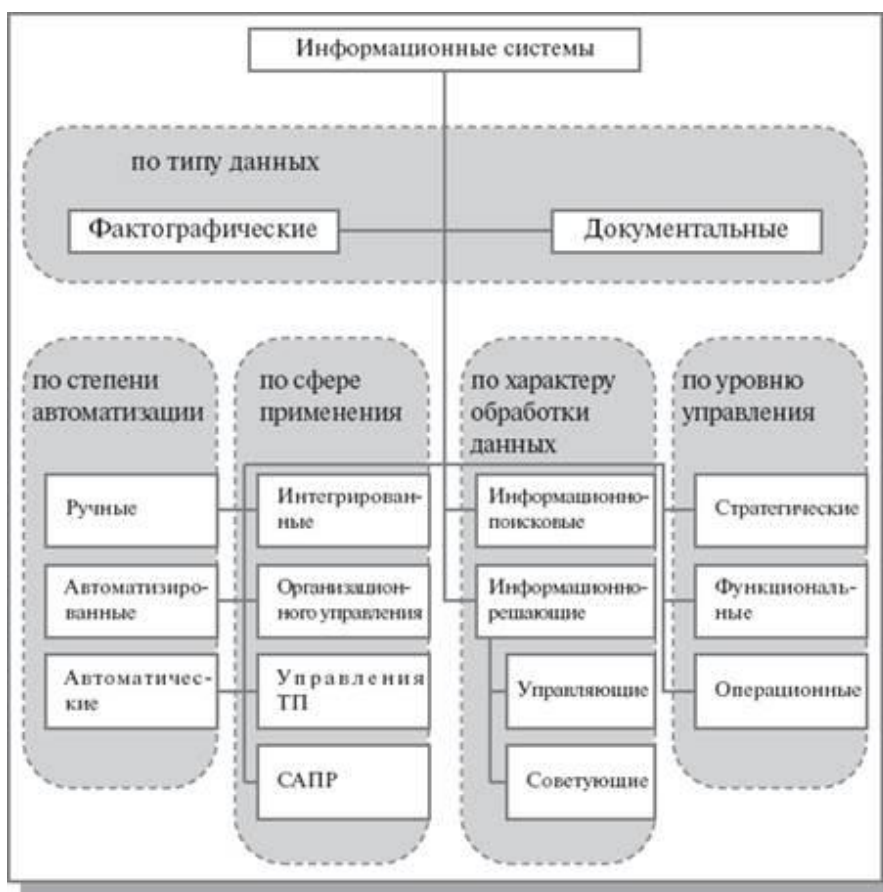 Информационные системы
по типу данных
Фактографические
Документальные
по степени
автоматизации
Ручные
Автоматизиро-
ванные
Автоматичес-
кие
по сфере
применения
Интегрирован-
ные
Организацион-
ного управления
Управления
ТП
САПР
по характеру
обработки
данных
Информационно-
поисковые
Информационно-
решающие
Управляющие
Советующие
по уровню
управления
Стратегические
Функциональ-
ные
Операционные